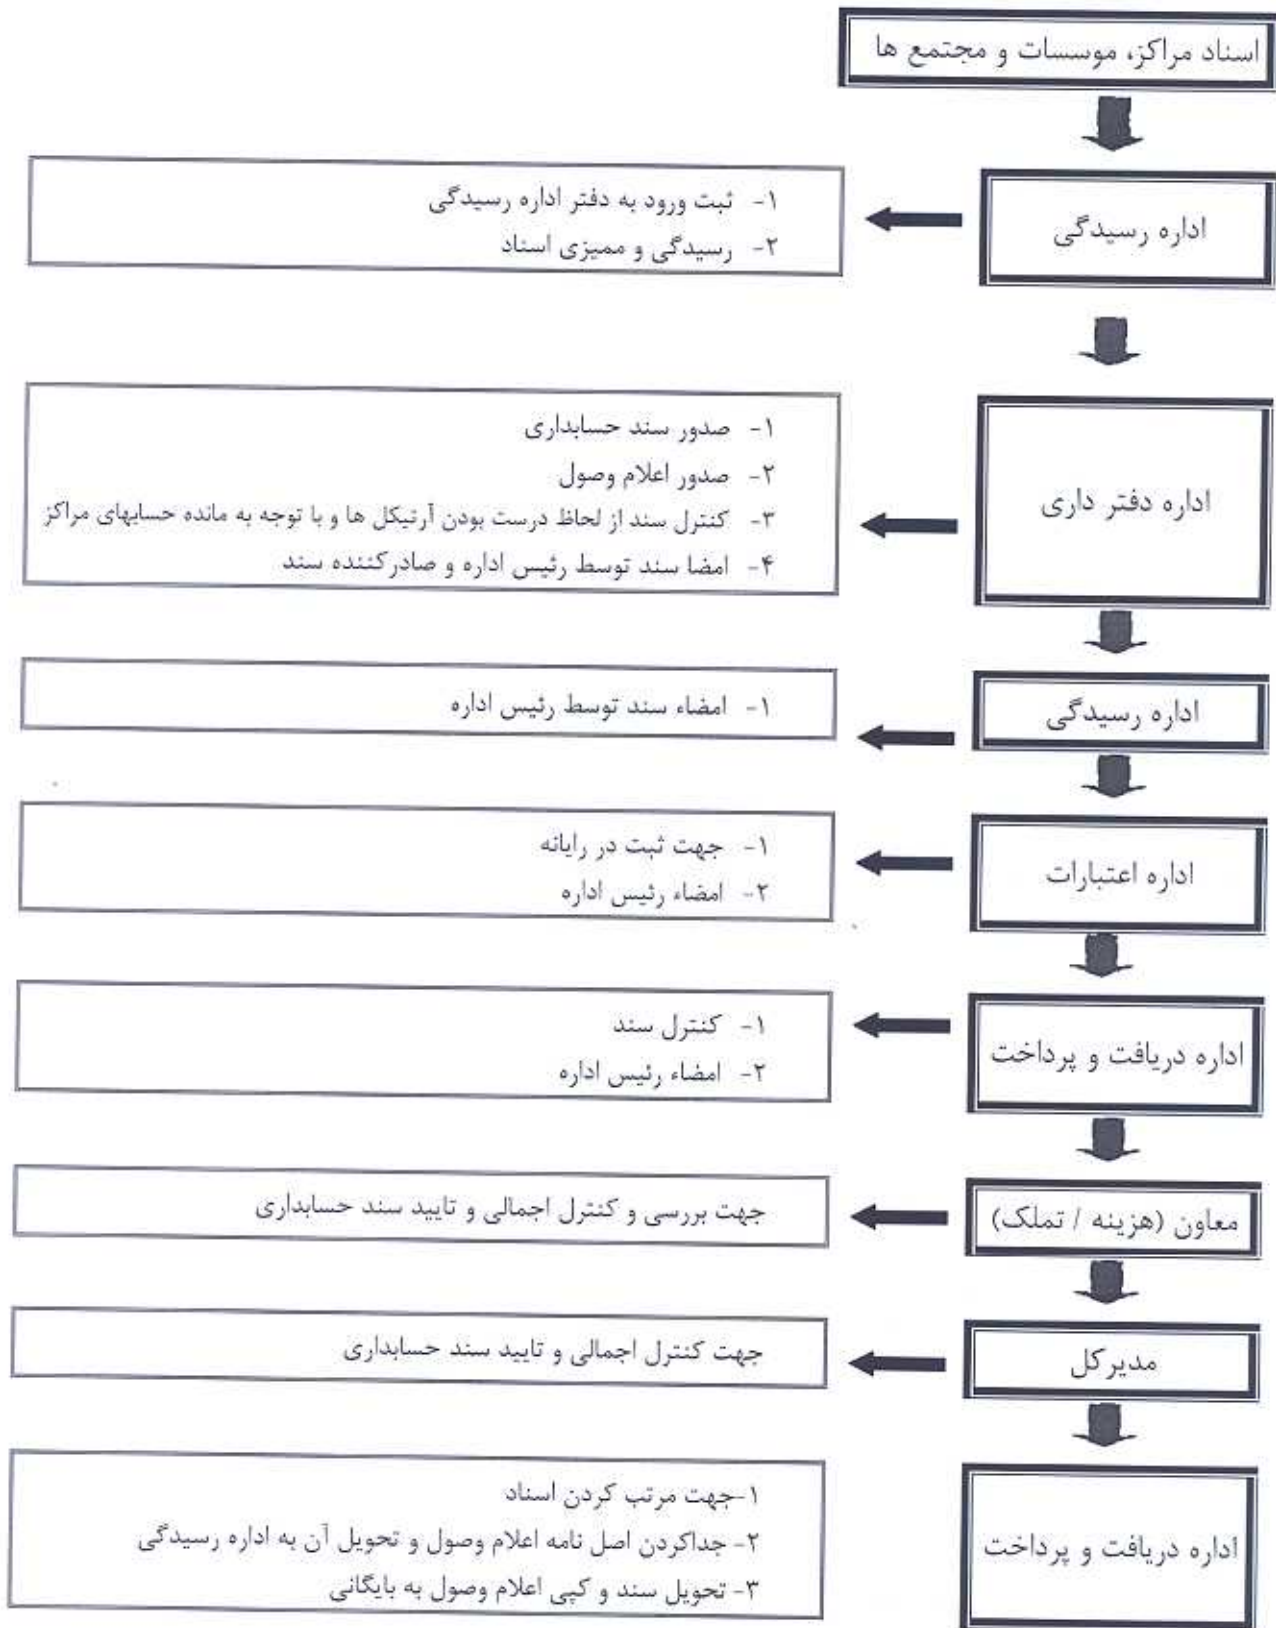 اسناد مراکز، موسسات و مجتمع ها
اداره رسیدگی
۱- ثبت ورود به دفتر اداره رسیدگی
۲- رسیدگی و ممیزی اسناد
اداره دفتر داری
۱- صدور سند حسابداری
۲- صدور اعلام وصول
۳- کنترل سند از لحاظ درست بودن آرتیکل ها و با توجه به مانده حسابهای مراکز
۴- امضا سند توسط رئیس اداره و صادرکننده سند
اداره رسیدگی
۱- امضاء سند توسط رئیس اداره
اداره اعتبارات
۱- جهت ثبت در رایانه
۲- امضاء رئیس اداره
اداره دریافت و پرداخت
۱- کنترل سند
۲- امضاء رئیس اداره
معاون (هزینه / تملک)
جهت بررسی و کنترل اجمالی و تایید سند حسابداری
مدیرکل
جهت کنترل اجمالی و تایید سند حسابداری
اداره دریافت و پرداخت
۱-جهت مرتب کردن اسناد
۲- جداکردن اصل نامه اعلام وصول و تحویل آن به اداره رسیدگی
۳- تحویل سند و کپی اعلام وصول به بایگانی